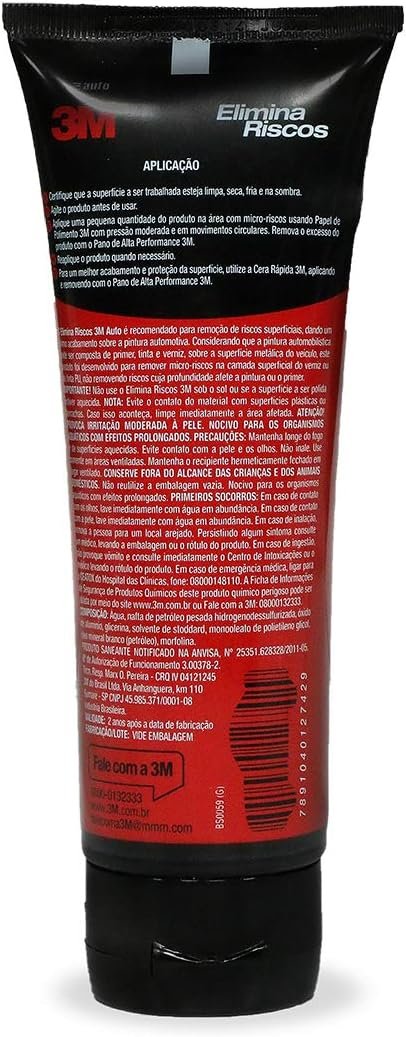 auto
3M
Elimina
Riscos
APLICAÇÃO
Certifique que a superfície a ser trabalhada esteja limpa, seca, fria e na sombra.
Agite o produto antes de usar.
Aplique uma pequena quantidade do produto na área com micro-riscos usando Papel de
Polimento 3M com pressão moderada e em movimentos circulares. Remova o excesso do
produto com o Pano de Alta Performance 3M.
Reaplique o produto quando necessário.
Para um melhor acabamento e proteção da superfície, utilize a Cera Rápida 3M, aplicando
e removendo com o Pano de Alta Performance 3M.
Elimina Riscos 3M Auto é recomendado para remoção de riscos superficiais, dando um
acabamento sobre a pintura automotiva. Considerando que a pintura automobilística
ser composta de primer, tinta e verniz, sobre a superfície metálica do veículo, este
foi desenvolvido para remover micro-riscos na camada superficial do verniz ou
tinta PU, não removendo riscos cuja profundidade afete a pintura ou o primer.
IMPORTANTE! Não use o Elimina Riscos 3M sob o sol ou se a superfície a ser polida
aquecida. NOTA: Evite o contato do material com superfícies plásticas ou
Caso isso aconteça, limpe imediatamente a área afetada. ATENÇÃO!
PROVOCA IRRITAÇÃO MODERADA À PELE. NOCIVO PARA OS ORGANISMOS
AQUÁTICOS COM EFEITOS PROLONGADOS. PRECAUÇÕES: Mantenha longe do fogo
superfícies aquecidas. Evite contato com a pele e os olhos. Não inale. Use
em áreas ventiladas. Mantenha o recipiente hermeticamente fechado em
lugar ventilado. CONSERVE FORA DO ALCANCE DAS CRIANÇAS E DOS ANIMAIS
DOMÉSTICOS. Não reutilize a embalagem vazia. Nocivo para os organismos
aquáticos com efeitos prolongados. PRIMEIROS SOCORROS: Em caso de contato
com os olhos, lave imediatamente com água em abundância. Em caso de contato
com a pele, lave imediatamente com água em abundância. Em caso de inalação,
remova a pessoa para um local arejado. Persistindo algum sintoma consulte
médico, levando a embalagem ou o rótulo do produto. Em caso de ingestão,
não provoque vômito e consulte imediatamente o Centro de Intoxicações ou o
médico levando o rótulo do produto. Em caso de emergência médica, ligar para
CEATOX do Hospital das Clínicas, fone: 08000148110. A Ficha de Informações
de Segurança de Produtos Químicos deste produto químico perigoso pode ser
obtida por meio do site www.3m.com.br ou Fale com a 3M: 08000132333.
COMPOSIÇÃO: Água, nafta de petróleo pesada hidrogenodessulfurizada, óxido
de alumínio, glicerina, solvente de stoddard, monooleato de polietileno glicol,
óleo mineral branco (petróleo), morfolina.
PRODUTO SANEANTE NOTIFICADO NA ANVISA, Nº 25351.628328/2011-05.
Nº de Autorização de Funcionamento 3.00378-2.
Téc. Resp. Marx O. Pereira - CRQ IV 04121245
3M do Brasil Ltda. Via Anhanguera, km 110
Sumaré - SP CNPJ 45.985.371/0001-08
Indústria Brasileira.
VALIDADE: 2 anos após a data de fabricação
FABRICAÇÃO/LOTE: VIDE EMBALAGEM
Fale com a 3M
0800-0132333
www.3M.com.br
falecoma3M@mmm.com
BS0059 (G)
7891040127429